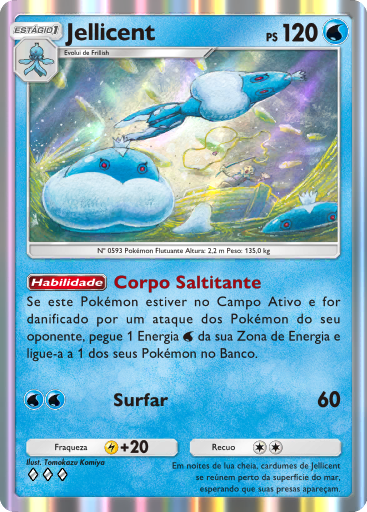 ESTÁGIO 1
Jellicent
PS 120
Evolui de Frillish
Nº 0593 Pokémon Flutuante Altura: 2,2 m Peso: 135,0 kg
Habilidade Corpo Saltitante
Se este Pokémon estiver no Campo Ativo e for
danificado por um ataque dos Pokémon do seu
oponente, pegue 1 Energia da sua Zona de Energia e
ligue-a a 1 dos seus Pokémon no Banco.
Surfar 60
Fraqueza +20 Recuo
Ilust. Tomokazu Komiya
Em noites de lua cheia, cardumes de Jellicent
se reúnem perto da superfície do mar,
esperando que suas presas apareçam.